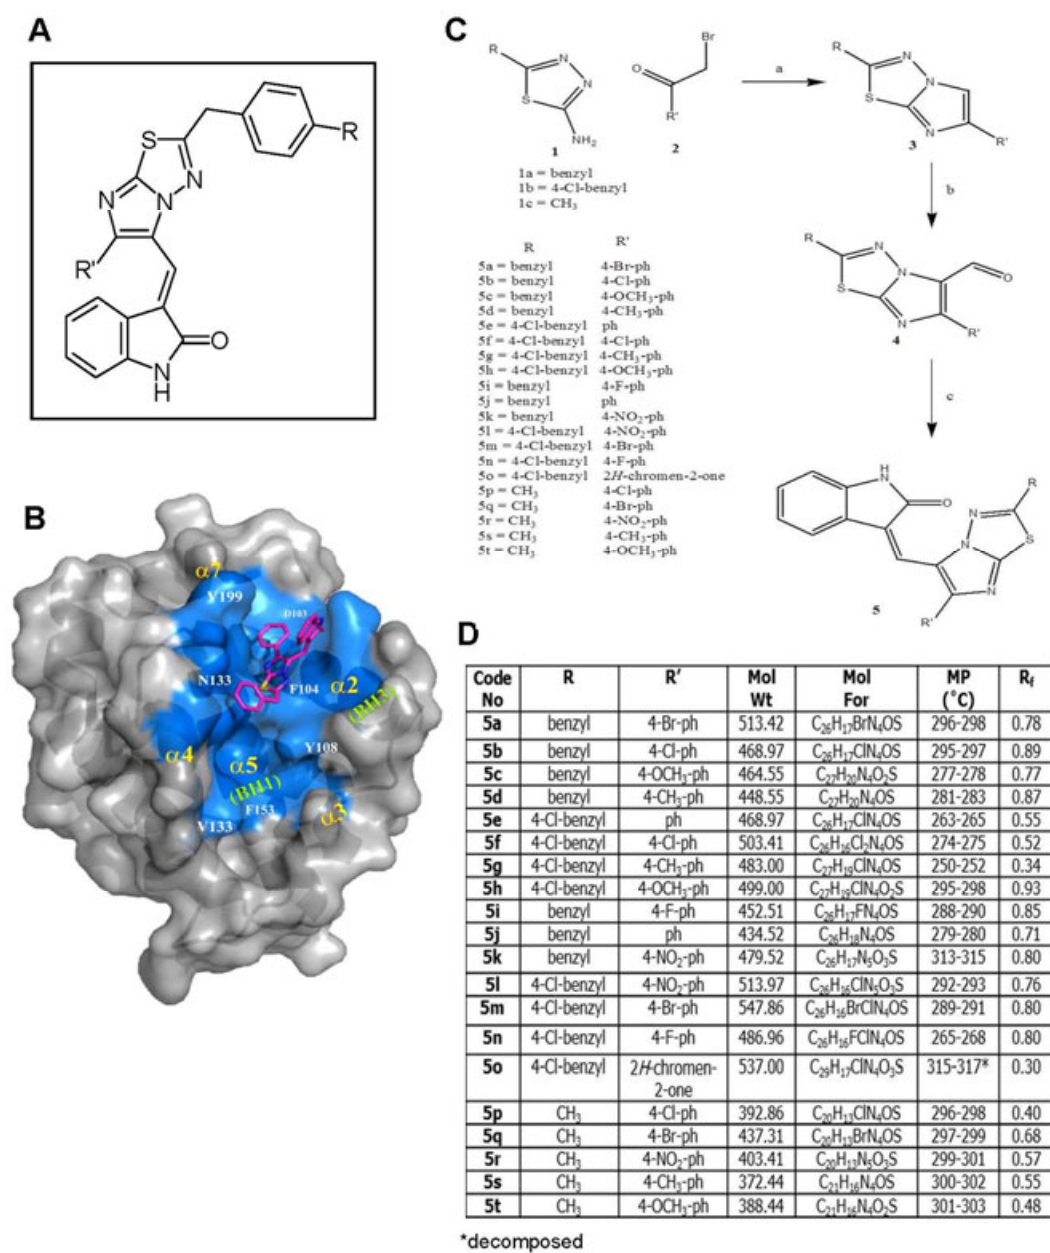 A
S
R
N
N
N
R'
O
N
H
B
α7
Y199
D103
N133
F104
α2
(BH3)
Y108
α4
α5
(BH1)
F153
V133
α3
C
R
N
N
S
NH₂
1
Br
O
R'
2
a
R
N
N
S
N
R'
3
1a = benzyl
1b = 4-Cl-benzyl
1c = CH₃
b
R R'
5a = benzyl 4-Br-ph
5b = benzyl 4-Cl-ph
5c = benzyl 4-OCH₃-ph
5d = benzyl 4-CH₃-ph
5e = 4-Cl-benzyl ph
5f = 4-Cl-benzyl 4-Cl-ph
5g = 4-Cl-benzyl 4-CH₃-ph
5h = 4-Cl-benzyl 4-OCH₃-ph
5i = benzyl 4-F-ph
5j = benzyl ph
5k = benzyl 4-NO₂-ph
5l = 4-Cl-benzyl 4-NO₂-ph
5m = 4-Cl-benzyl 4-Br-ph
5n = 4-Cl-benzyl 4-F-ph
5o = 4-Cl-benzyl 2H-chromen-2-one
5p = CH₃ 4-Cl-ph
5q = CH₃ 4-Br-ph
5r = CH₃ 4-NO₂-ph
5s = CH₃ 4-CH₃-ph
5t = CH₃ 4-OCH₃-ph
R
N
N
S
O
N
R'
4
c
NH
O
R
N
N
S
N
R'
5
D
Code No R R' Mol Wt Mol For MP (˚C) Rf
5a benzyl 4-Br-ph 513.42 C₂₆H₁₇BrN₄OS 296-298 0.78
5b benzyl 4-Cl-ph 468.97 C₂₆H₁₇ClN₄OS 295-297 0.89
5c benzyl 4-OCH₃-ph 464.55 C₂₇H₂₀N₄O₂S 277-278 0.77
5d benzyl 4-CH₃-ph 448.55 C₂₇H₂₀N₄OS 281-283 0.87
5e 4-Cl-benzyl ph 468.97 C₂₆H₁₇ClN₄OS 263-265 0.55
5f 4-Cl-benzyl 4-Cl-ph 503.41 C₂₆H₁₆Cl₂N₄OS 274-275 0.52
5g 4-Cl-benzyl 4-CH₃-ph 483.00 C₂₇H₁₉ClN₄OS 250-252 0.34
5h 4-Cl-benzyl 4-OCH₃-ph 499.00 C₂₇H₁₉ClN₄O₂S 295-298 0.93
5i benzyl 4-F-ph 452.51 C₂₆H₁₇FN₄OS 288-290 0.85
5j benzyl ph 434.52 C₂₆H₁₈N₄OS 279-280 0.71
5k benzyl 4-NO₂-ph 479.52 C₂₆H₁₇N₅O₃S 313-315 0.80
5l 4-Cl-benzyl 4-NO₂-ph 513.97 C₂₆H₁₆ClN₅O₃S 292-293 0.76
5m 4-Cl-benzyl 4-Br-ph 547.86 C₂₆H₁₆BrClN₄OS 289-291 0.80
5n 4-Cl-benzyl 4-F-ph 486.96 C₂₆H₁₆FClN₄OS 265-268 0.80
5o 4-Cl-benzyl 2H-chromen-2-one 537.00 C₂₉H₁₇ClN₄O₃S 315-317* 0.30
5p CH₃ 4-Cl-ph 392.86 C₂₀H₁₃ClN₄OS 296-298 0.40
5q CH₃ 4-Br-ph 437.31 C₂₀H₁₃BrN₄OS 297-299 0.68
5r CH₃ 4-NO₂-ph 403.41 C₂₀H₁₃N₅O₃S 299-301 0.57
5s CH₃ 4-CH₃-ph 372.44 C₂₁H₁₆N₄OS 300-302 0.55
5t CH₃ 4-OCH₃-ph 388.44 C₂₁H₁₆N₄O₂S 301-303 0.48
*decomposed